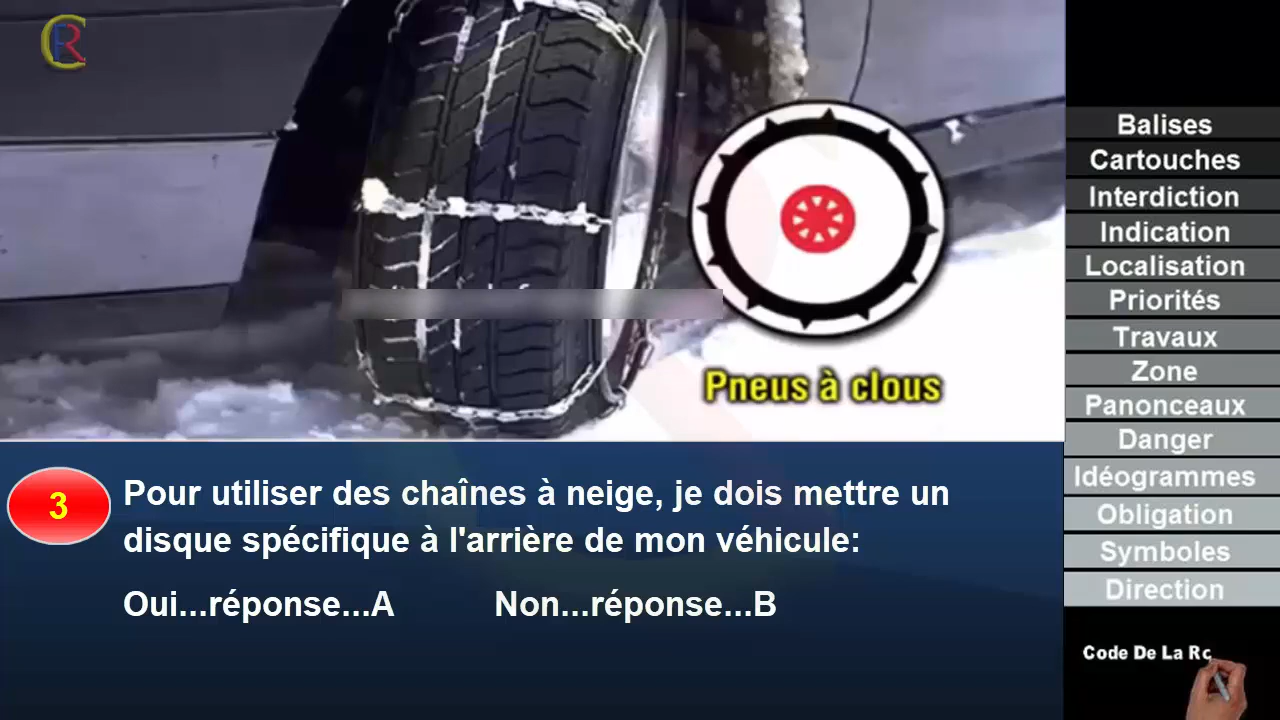 CFR
Pneus à clous
3
Pour utiliser des chaînes à neige, je dois mettre un
disque spécifique à l'arrière de mon véhicule:
Oui...réponse...A Non...réponse...B
Balises
Cartouches
Interdiction
Indication
Localisation
Priorités
Travaux
Zone
Panonceaux
Danger
Idéogrammes
Obligation
Symboles
Direction
Code De La Rc